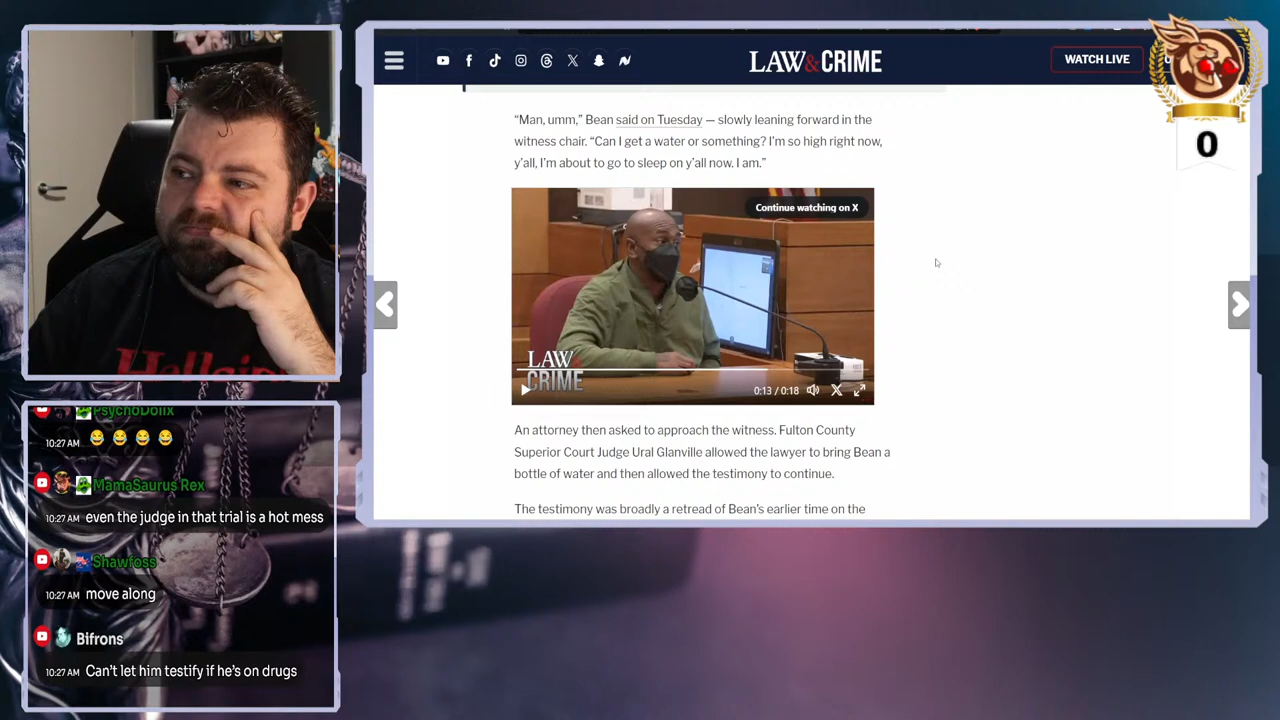 LAW&CRIME
WATCH LIVE
0
“Man, umm,” Bean said on Tuesday — slowly leaning forward in the
witness chair. “Can I get a water or something? I’m so high right now,
y’all, I’m about to go to sleep on y’all now. I am.”
Continue watching on X
LAW&
CRIME
0:13 / 0:18
An attorney then asked to approach the witness. Fulton County
Superior Court Judge Ural Glanville allowed the lawyer to bring Bean a
bottle of water and then allowed the testimony to continue.
The testimony was broadly a retread of Bean’s earlier time on the
PsychoDollx
10:27 AM 😂 😂 😂 😂
MamaSaurus Rex
10:27 AM even the judge in that trial is a hot mess
Shawfoss
10:27 AM move along
Bifrons
10:27 AM Can’t let him testify if he’s on drugs